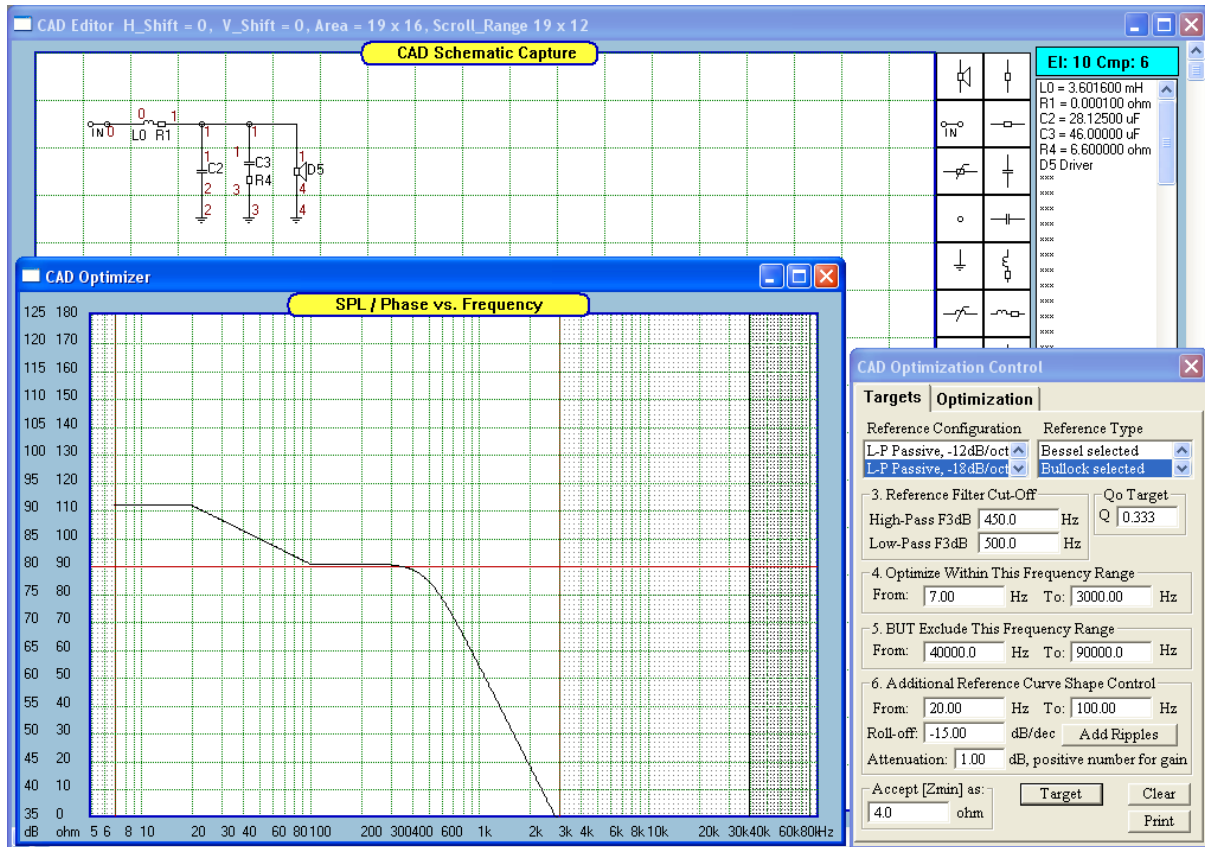 CAD Editor H_Shift = 0, V_Shift = 0, Area = 19 x 16, Scroll_Range 19 x 12
CAD Schematic Capture
El: 10 Cmp: 6
L0 = 3.601600 mH
R1 = 0.000100 ohm
C2 = 28.12500 uF
C3 = 46.00000 uF
R4 = 6.600000 ohm
D5 Driver
***
***
***
***
***
***
***
***
***
***
***
***
IN
IN 0 0 L0 R1 1 1 1
1 C2 2 2
1 C3 3 R4 3
1 D5 4 4
CAD Optimizer
SPL / Phase vs. Frequency
125 180
120 170
115 160
110 150
105 140
100 130
95 120
90 110
85 100
80 90
75 80
70 70
65 60
60 50
55 40
50 30
45 20
40 10
35 0
dB ohm 5 6 8 10 20 30 40 60 80 100 200 300 400 600 1k 2k 3k 4k 6k 8k 10k 20k 30k 40k 60k 80k Hz
CAD Optimization Control
Targets Optimization
Reference Configuration Reference Type
L-P Passive, -12dB/oct Bessel selected
L-P Passive, -18dB/oct Bullock selected
3. Reference Filter Cut-Off Qo Target
High-Pass F3dB 450.0 Hz Q 0.333
Low-Pass F3dB 500.0 Hz
4. Optimize Within This Frequency Range
From: 7.00 Hz To: 3000.00 Hz
5. BUT Exclude This Frequency Range
From: 40000.0 Hz To: 90000.0 Hz
6. Additional Reference Curve Shape Control
From: 20.00 Hz To: 100.00 Hz
Roll-off: -15.00 dB/dec Add Ripples
Attenuation: 1.00 dB, positive number for gain
Accept [Zmin] as:
4.0 ohm
Target Clear
Print